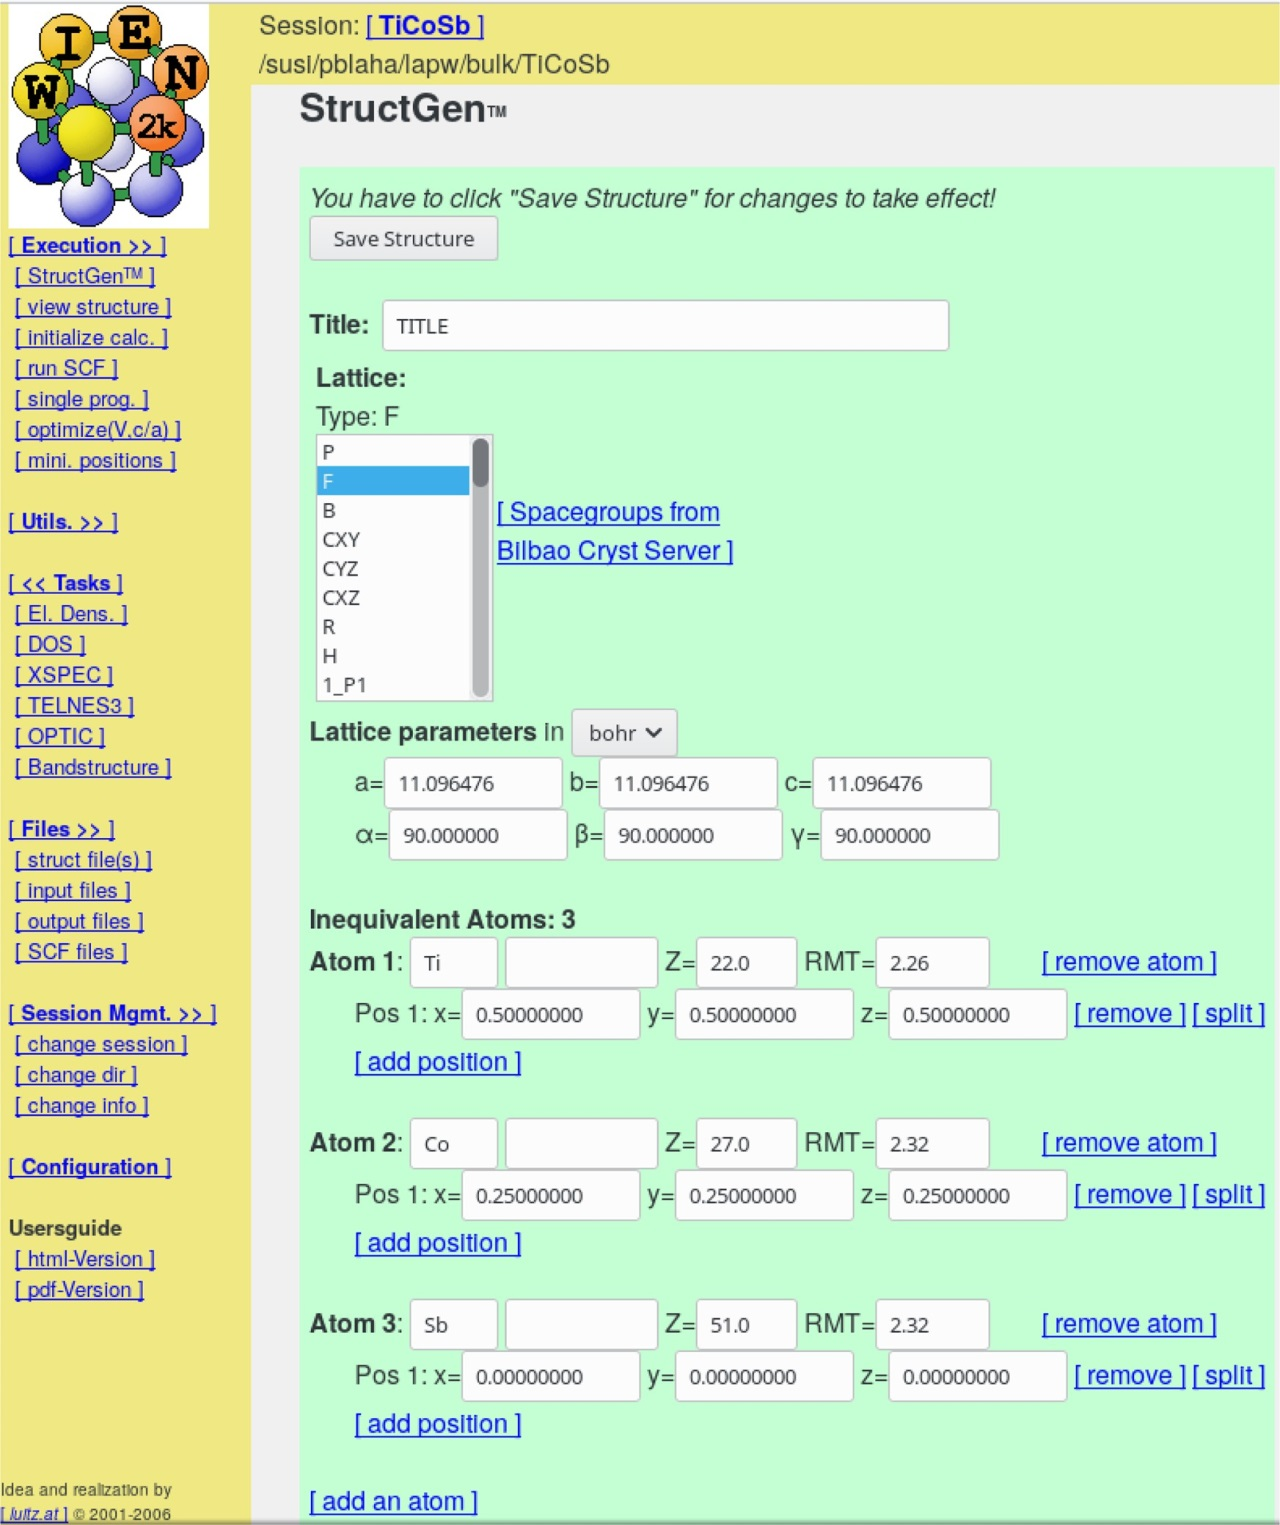 W I E N 2k
Session: [ TiCoSb ]
/susi/pblaha/lapw/bulk/TiCoSb
[ Execution >> ]
[ StructGenTM ]
[ view structure ]
[ initialize calc. ]
[ run SCF ]
[ single prog. ]
[ optimize(V,c/a) ]
[ mini. positions ]
[ Utils. >> ]
[ << Tasks ]
[ El. Dens. ]
[ DOS ]
[ XSPEC ]
[ TELNES3 ]
[ OPTIC ]
[ Bandstructure ]
[ Files >> ]
[ struct file(s) ]
[ input files ]
[ output files ]
[ SCF files ]
[ Session Mgmt. >> ]
[ change session ]
[ change dir ]
[ change info ]
[ Configuration ]
Usersguide
[ html-Version ]
[ pdf-Version ]
Idea and realization by
[ luitz.at ] © 2001-2006
StructGenTM
You have to click "Save Structure" for changes to take effect!
Save Structure
Title: TITLE
Lattice:
Type: F
P
F
B
CXY
CYZ
CXZ
R
H
1_P1
[ Spacegroups from
Bilbao Cryst Server ]
Lattice parameters in bohr
a= 11.096476 b= 11.096476 c= 11.096476
α= 90.000000 β= 90.000000 γ= 90.000000
Inequivalent Atoms: 3
Atom 1: Ti Z= 22.0 RMT= 2.26 [ remove atom ]
Pos 1: x= 0.50000000 y= 0.50000000 z= 0.50000000 [ remove ] [ split ]
[ add position ]
Atom 2: Co Z= 27.0 RMT= 2.32 [ remove atom ]
Pos 1: x= 0.25000000 y= 0.25000000 z= 0.25000000 [ remove ] [ split ]
[ add position ]
Atom 3: Sb Z= 51.0 RMT= 2.32 [ remove atom ]
Pos 1: x= 0.00000000 y= 0.00000000 z= 0.00000000 [ remove ] [ split ]
[ add position ]
[ add an atom ]